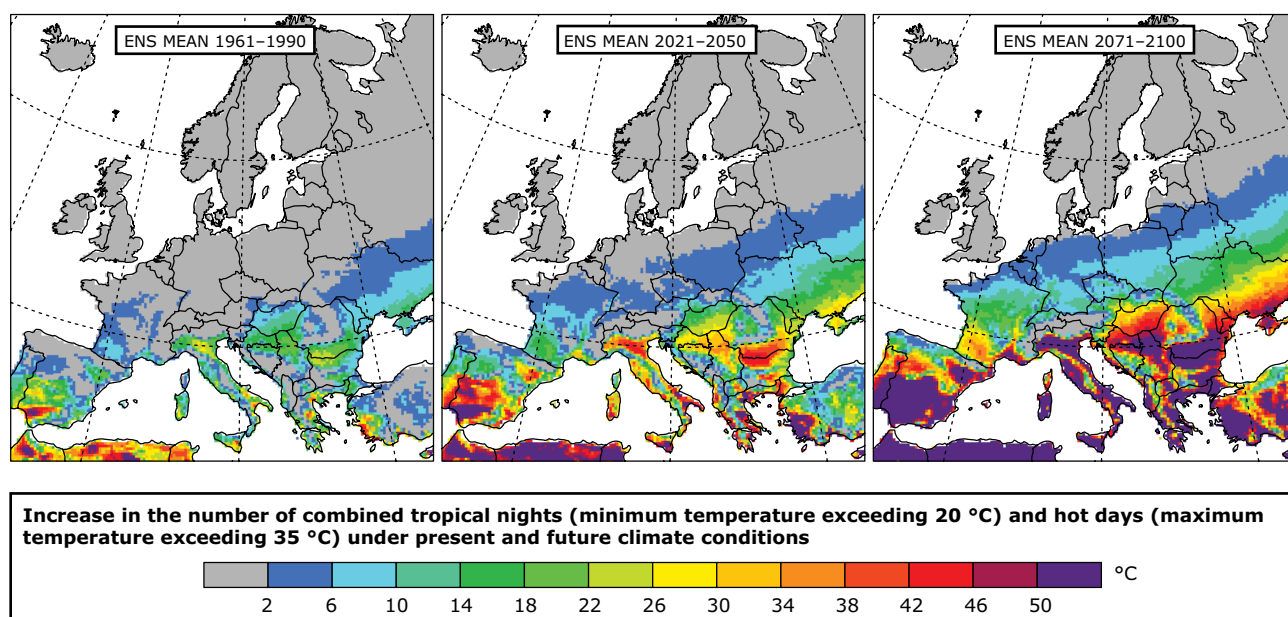 ENS MEAN 1961–1990
ENS MEAN 2021–2050
ENS MEAN 2071–2100
Increase in the number of combined tropical nights (minimum temperature exceeding 20 °C) and hot days (maximum
temperature exceeding 35 °C) under present and future climate conditions
°C
2 6 10 14 18 22 26 30 34 38 42 46 50